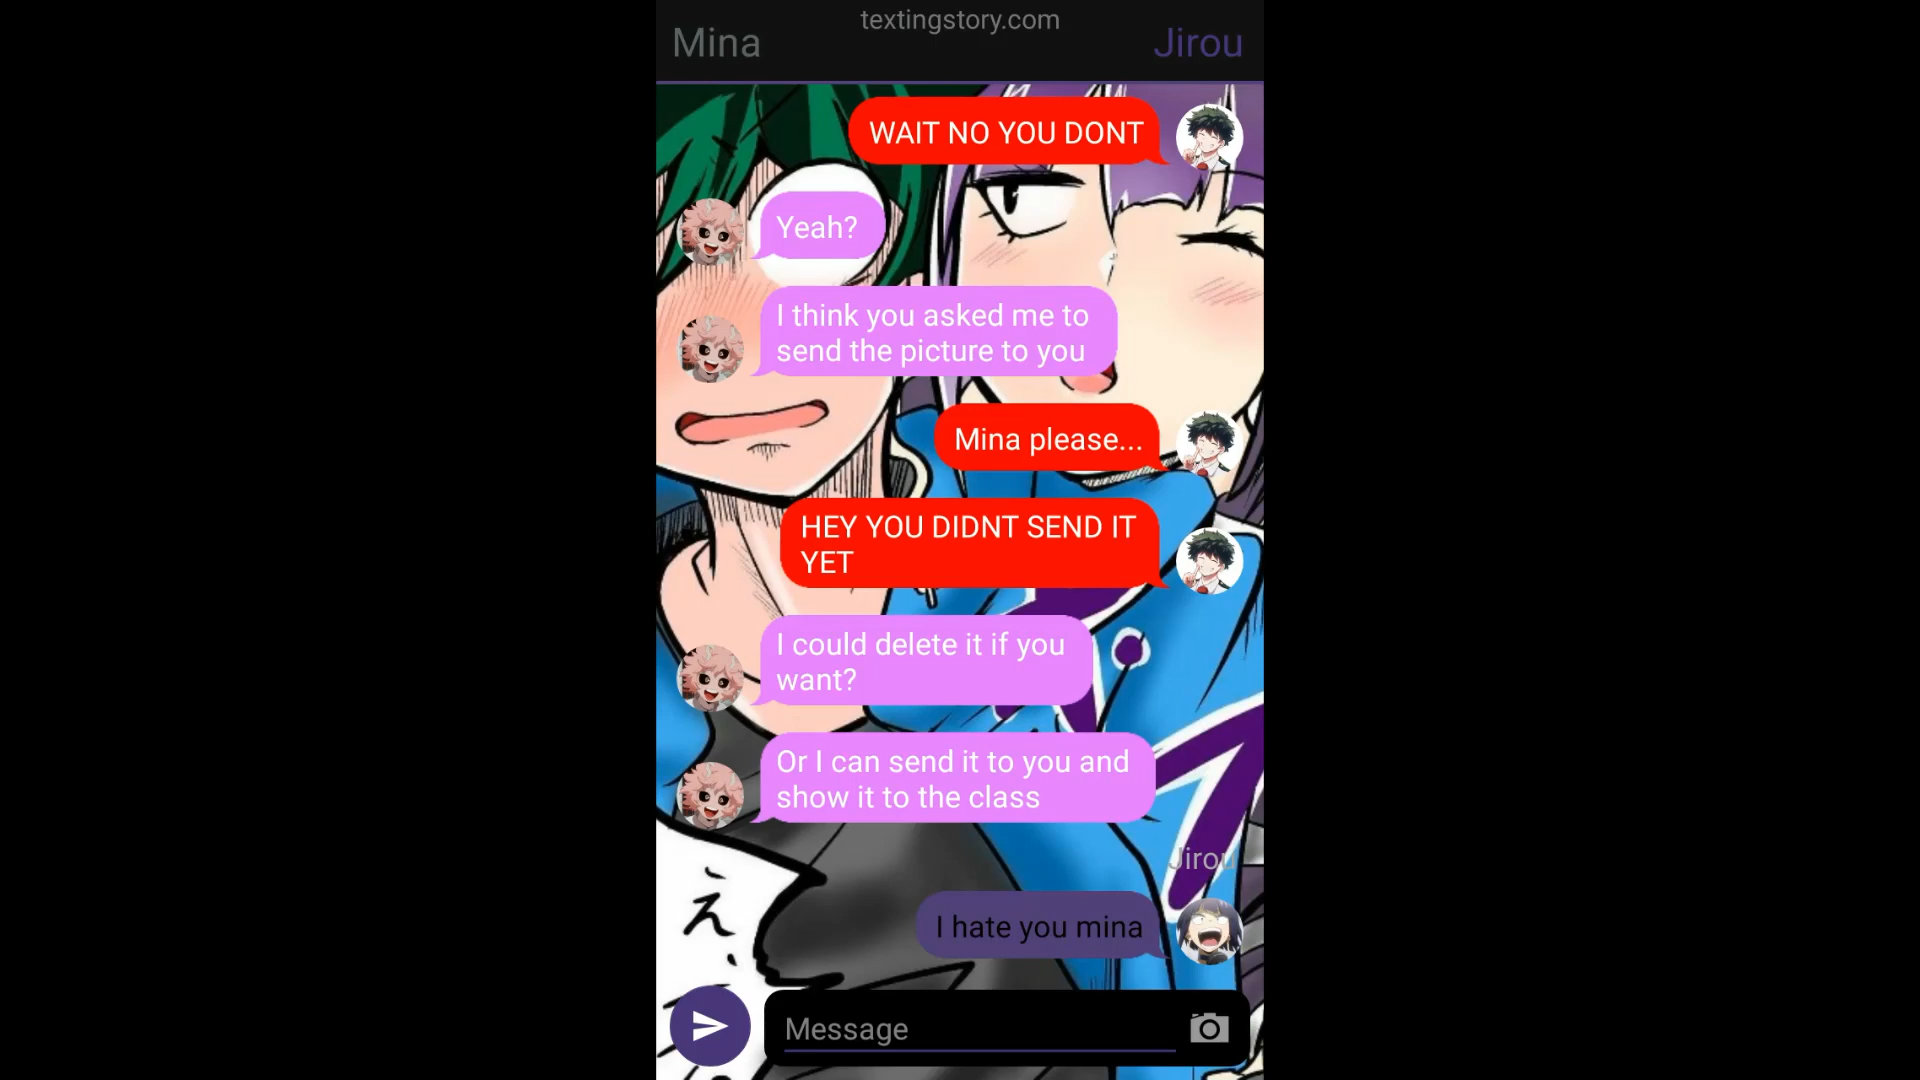 textingstory.com
Mina
Jirou
WAIT NO YOU DONT
Yeah?
I think you asked me to
send the picture to you
Mina please...
HEY YOU DIDNT SEND IT
YET
I could delete it if you
want?
Or I can send it to you and
show it to the class
Jirou
I hate you mina
え、
Message